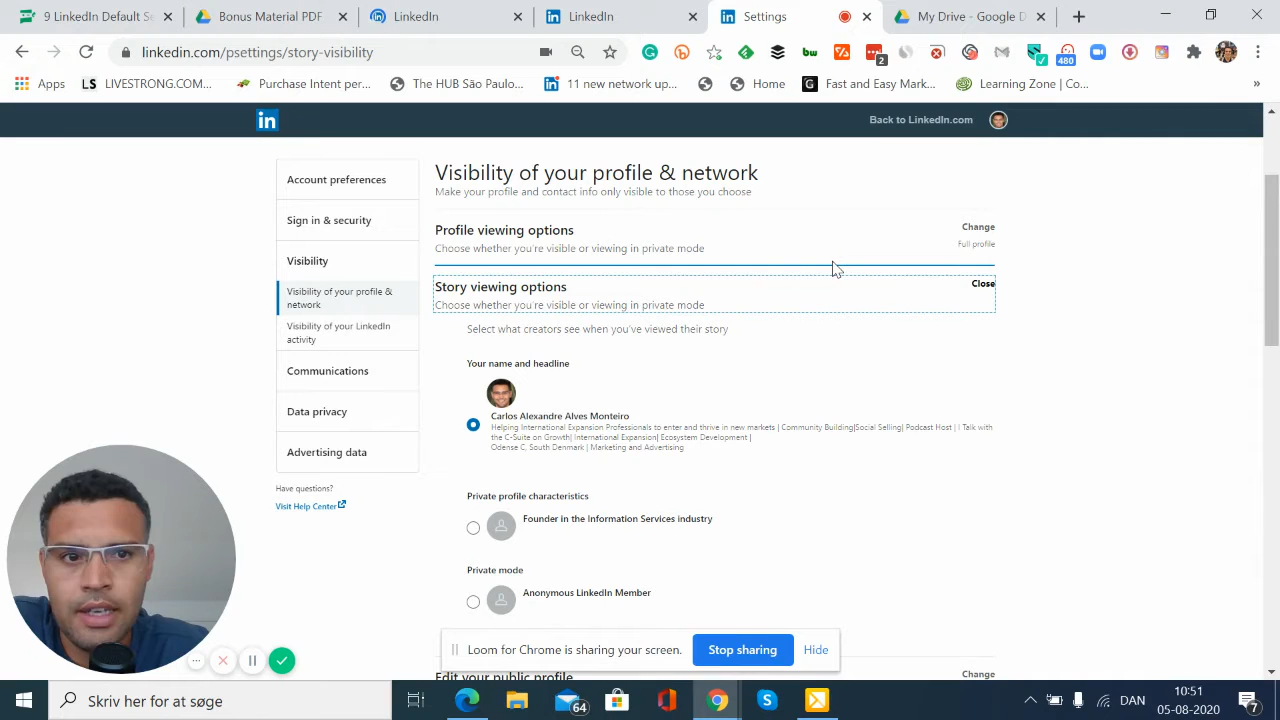 9 LinkedIn Default Se
Bonus Material PDF
LinkedIn
LinkedIn
Settings
My Drive - Google D
linkedin.com/psettings/story-visibility
bw
2
480
Apps
LS LIVESTRONG.COM...
Purchase Intent per...
The HUB São Paulo...
11 new network up...
Home
G Fast and Easy Mark...
Learning Zone | Co...
in
Back to LinkedIn.com
Account preferences
Sign in & security
Visibility
Visibility of your profile &
network
Visibility of your LinkedIn
activity
Communications
Data privacy
Advertising data
Have questions?
Visit Help Center
Visibility of your profile & network
Make your profile and contact info only visible to those you choose
Profile viewing options
Change
Choose whether you're visible or viewing in private mode
Full profile
Story viewing options
Close
Choose whether you're visible or viewing in private mode
Select what creators see when you've viewed their story
Your name and headline
Carlos Alexandre Alves Monteiro
Helping International Expansion Professionals to enter and thrive in new markets | Community Building|Social Selling| Podcast Host | I Talk with
the C-Suite on Growth| International Expansion| Ecosystem Development |
Odense C, South Denmark | Marketing and Advertising
Private profile characteristics
Founder in the Information Services industry
Private mode
Anonymous LinkedIn Member
Loom for Chrome is sharing your screen.
Stop sharing
Hide
Edit your public profile
Change
Skriv her for at søge
64
DAN
10:51
05-08-2020
7